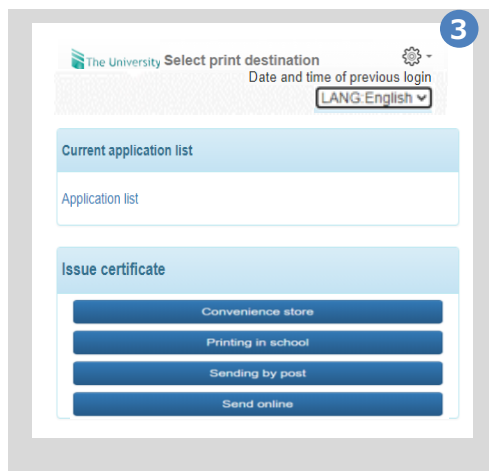 3
The University Select print destination
Date and time of previous login
LANG:English
Current application list
Application list
Issue certificate
Convenience store
Printing in school
Sending by post
Send online